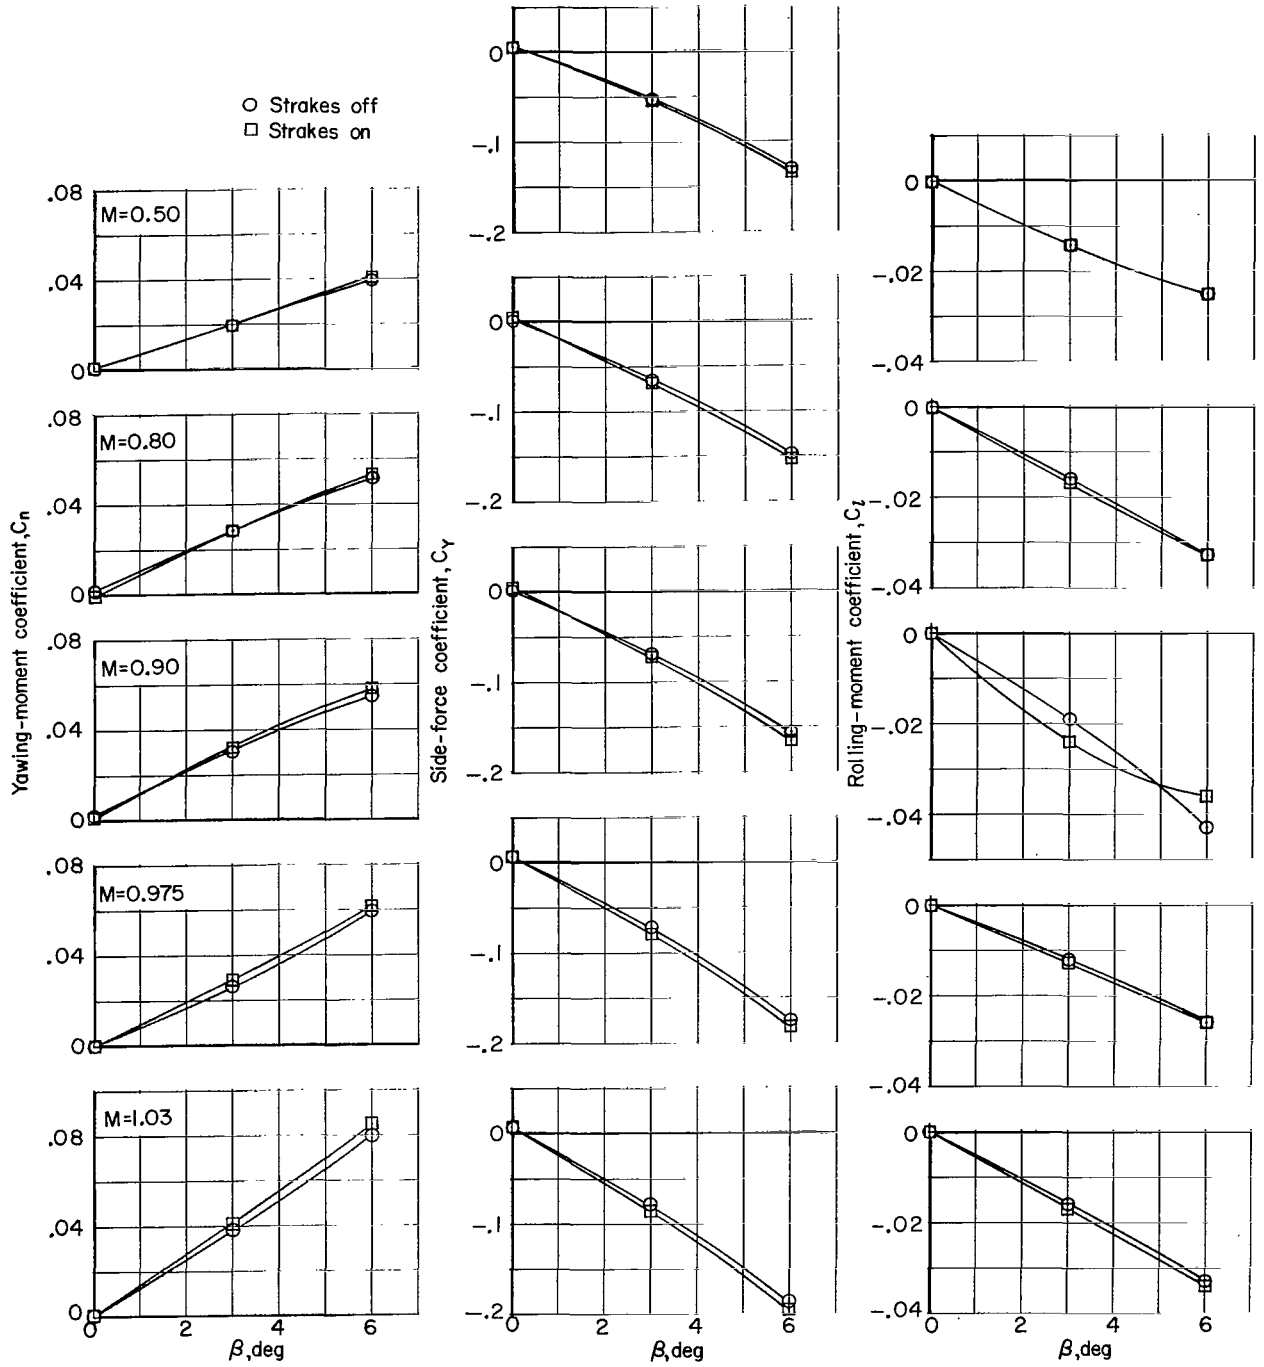 ○ Strakes off
□ Strakes on
Yawing-moment coefficient, Cn
M=0.50
.08
.04
0
M=0.80
.08
.04
0
M=0.90
.08
.04
0
M=0.975
.08
.04
0
M=1.03
.08
.04
0
0 2 4 6
β, deg
Side-force coefficient, CY
0
-.1
-.2
0
-.1
-.2
0
-.1
-.2
0
-.1
-.2
0
-.1
-.2
0 2 4 6
β, deg
Rolling-moment coefficient, Cl
0
-.02
-.04
0
-.02
-.04
0
-.02
-.04
0
-.02
-.04
0
-.02
-.04
0 2 4 6
β, deg